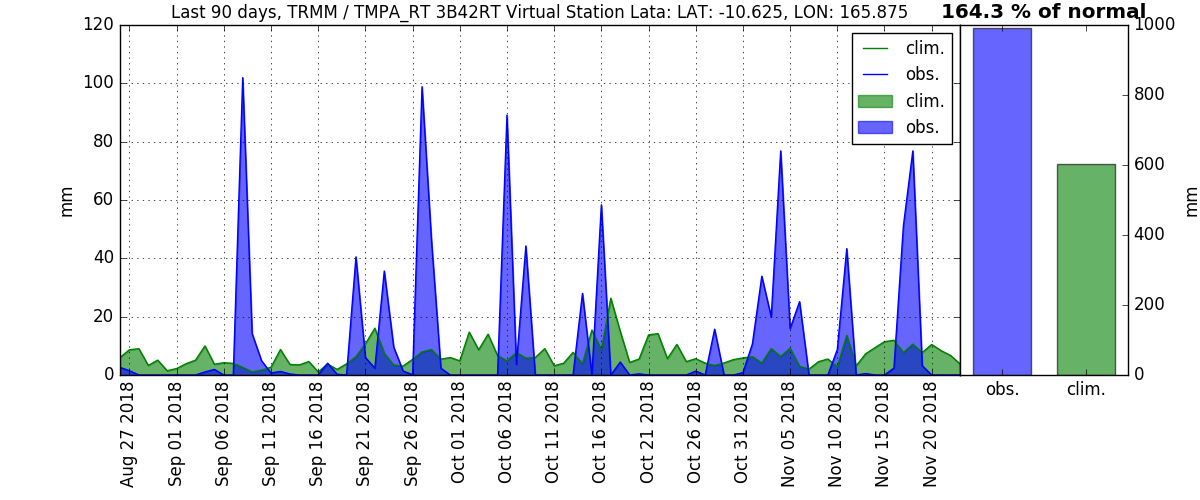 Last 90 days, TRMM / TMPA_RT 3B42RT Virtual Station Lata: LAT: -10.625, LON: 165.875
164.3 % of normal
120
100
80
60
40
20
0
mm
clim.
obs.
clim.
obs.
1000
800
600
400
200
0
mm
Aug 27 2018
Sep 01 2018
Sep 06 2018
Sep 11 2018
Sep 16 2018
Sep 21 2018
Sep 26 2018
Oct 01 2018
Oct 06 2018
Oct 11 2018
Oct 16 2018
Oct 21 2018
Oct 26 2018
Oct 31 2018
Nov 05 2018
Nov 10 2018
Nov 15 2018
Nov 20 2018
obs.
clim.